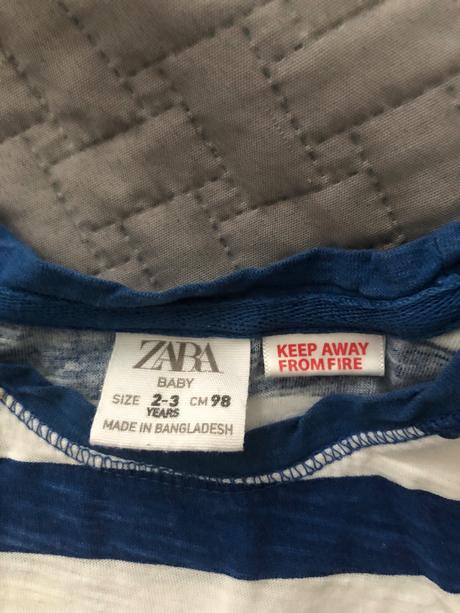 ZARA
BABY
SIZE 2-3 CM 98
YEARS
MADE IN BANGLADESH
KEEP AWAY
FROM FIRE